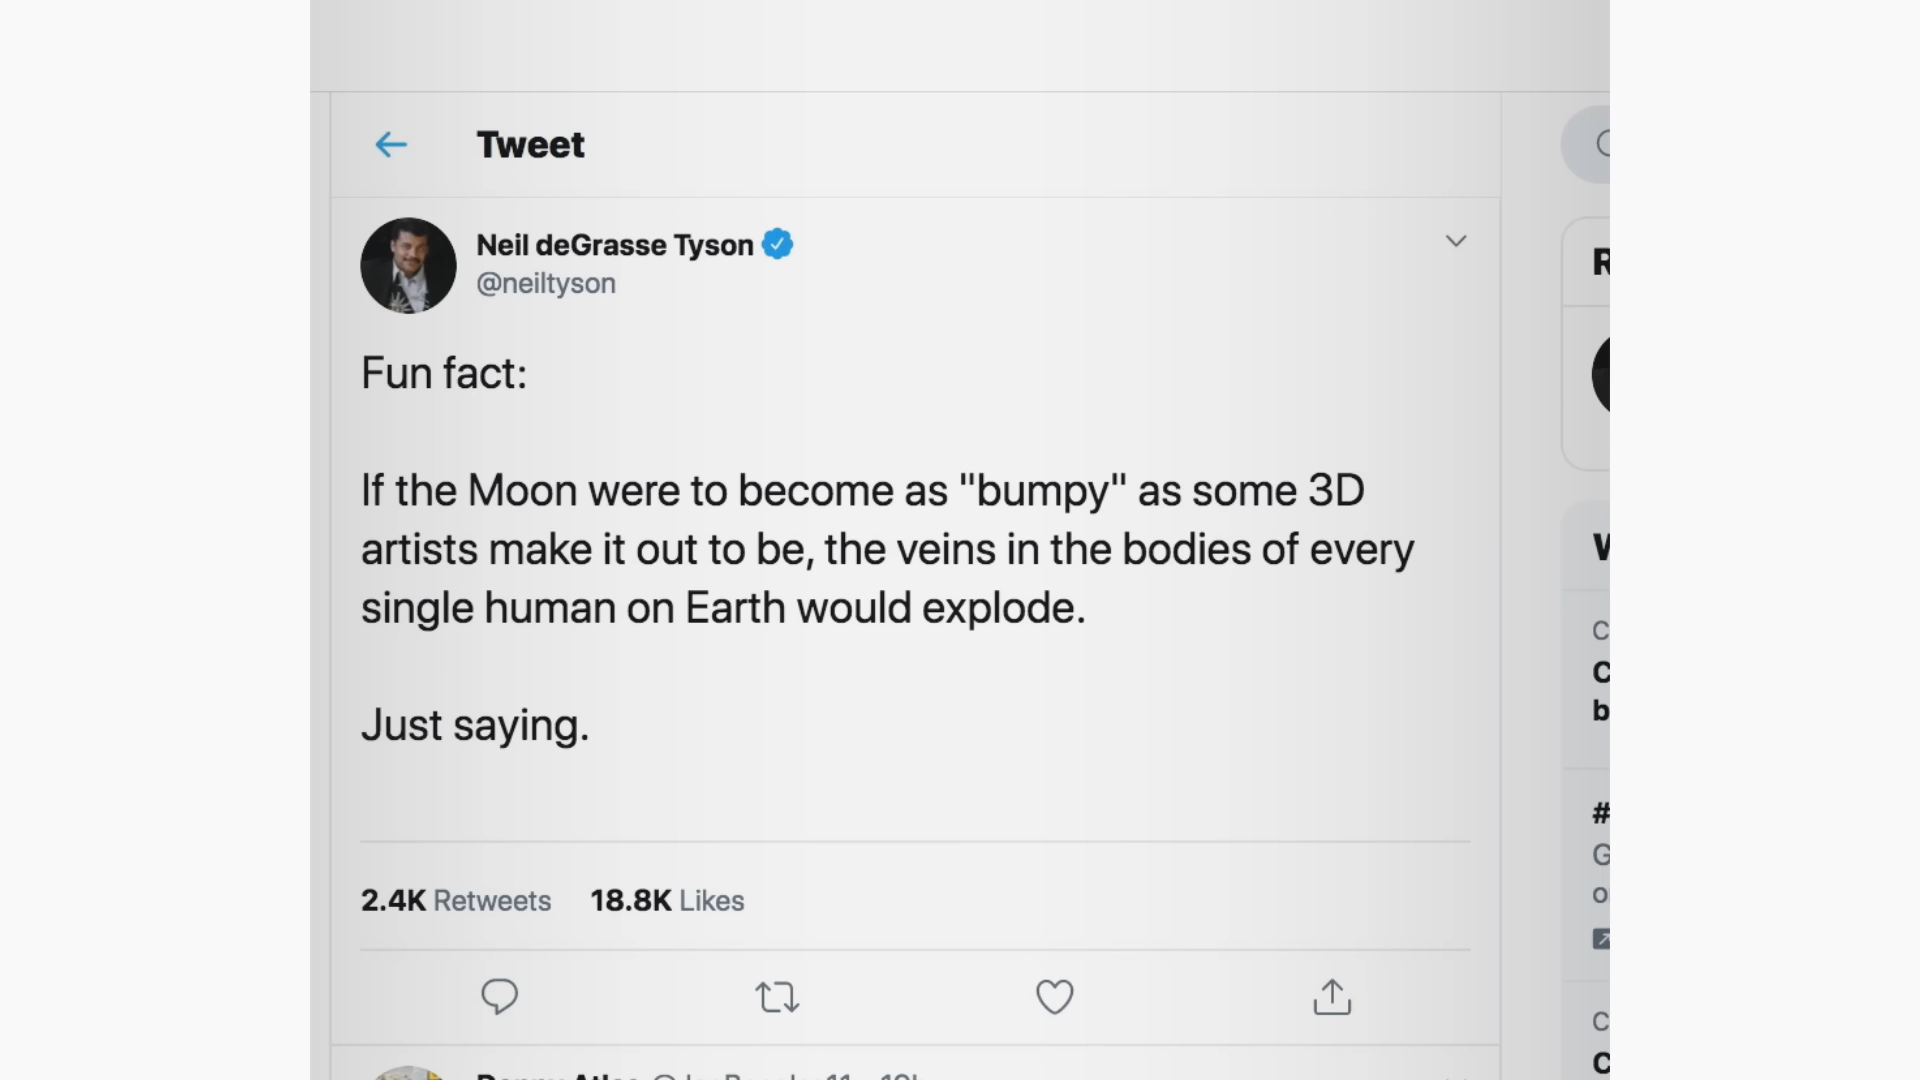 Tweet
Neil deGrasse Tyson
@neiltyson
Fun fact:
If the Moon were to become as "bumpy" as some 3D
artists make it out to be, the veins in the bodies of every
single human on Earth would explode.
Just saying.
2.4K Retweets 18.8K Likes